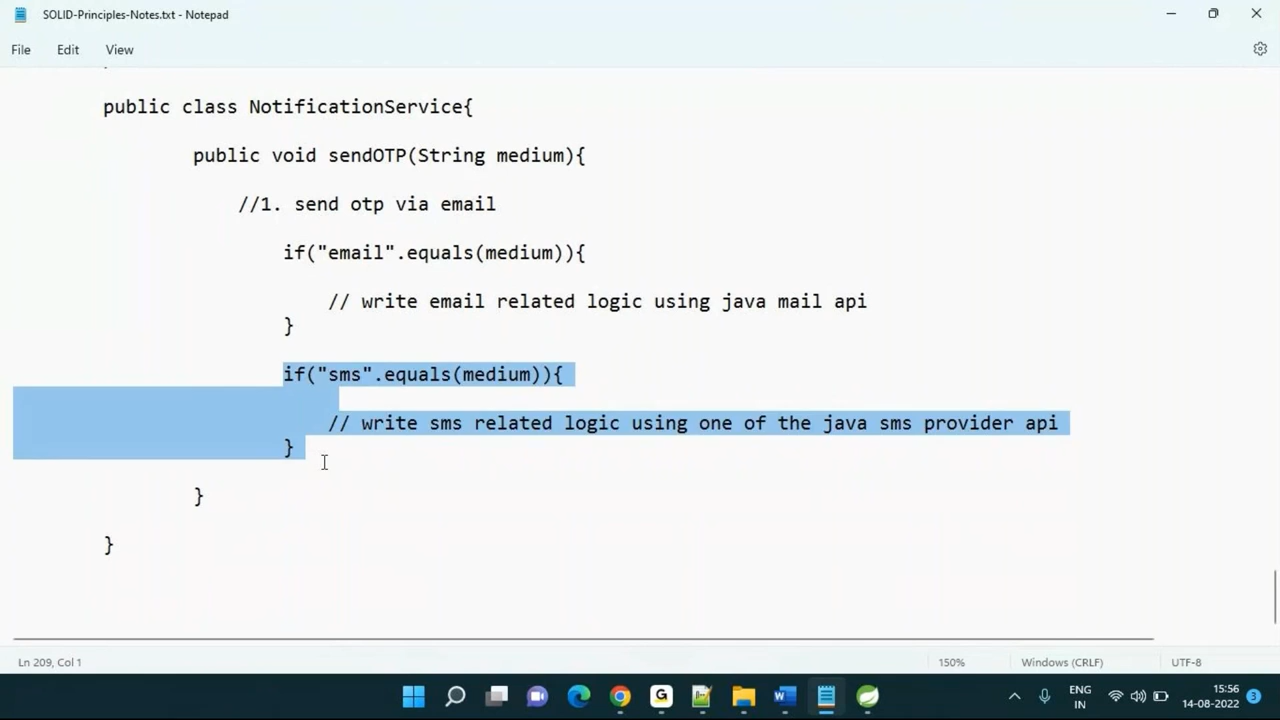 SOLID-Principles-Notes.txt - Notepad
File Edit View
public class NotificationService{
public void sendOTP(String medium){
//1. send otp via email
if("email".equals(medium)){
// write email related logic using java mail api
}
if("sms".equals(medium)){
// write sms related logic using one of the java sms provider api
}
}
}
Ln 209, Col 1 150% Windows (CRLF) UTF-8
ENG 15:56
IN 14-08-2022 3